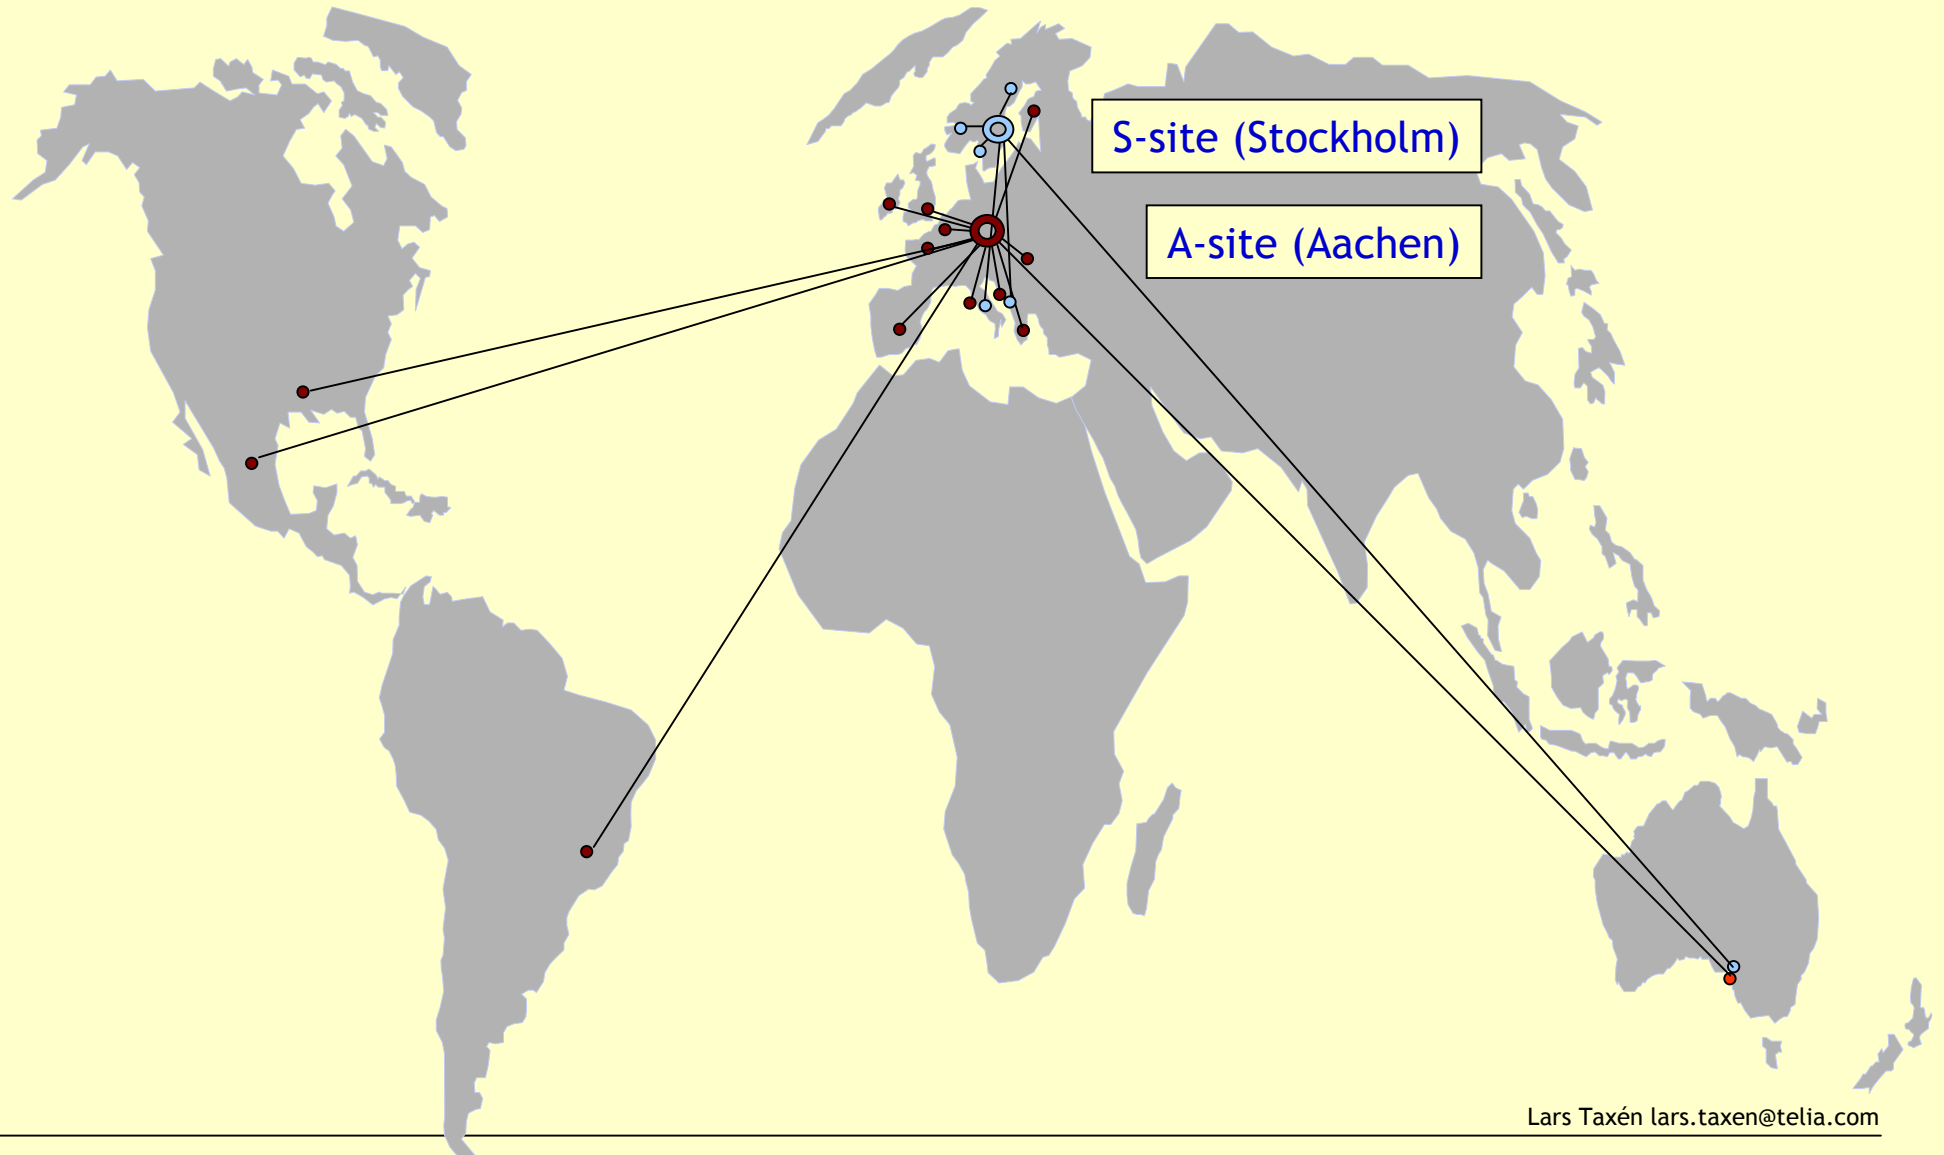 S-site (Stockholm)
A-site (Aachen)
Lars Taxén lars.taxen@telia.com